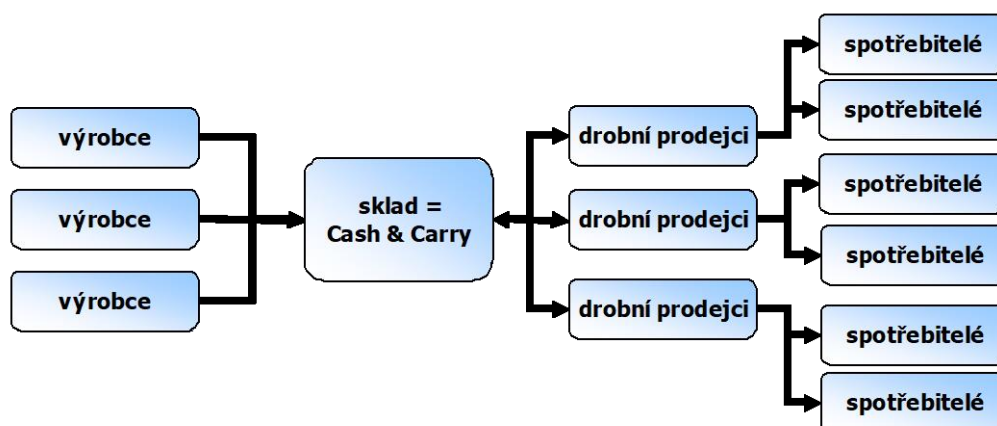 výrobce
výrobce
výrobce
sklad =
Cash & Carry
drobní prodejci
drobní prodejci
drobní prodejci
spotřebitelé
spotřebitelé
spotřebitelé
spotřebitelé
spotřebitelé
spotřebitelé